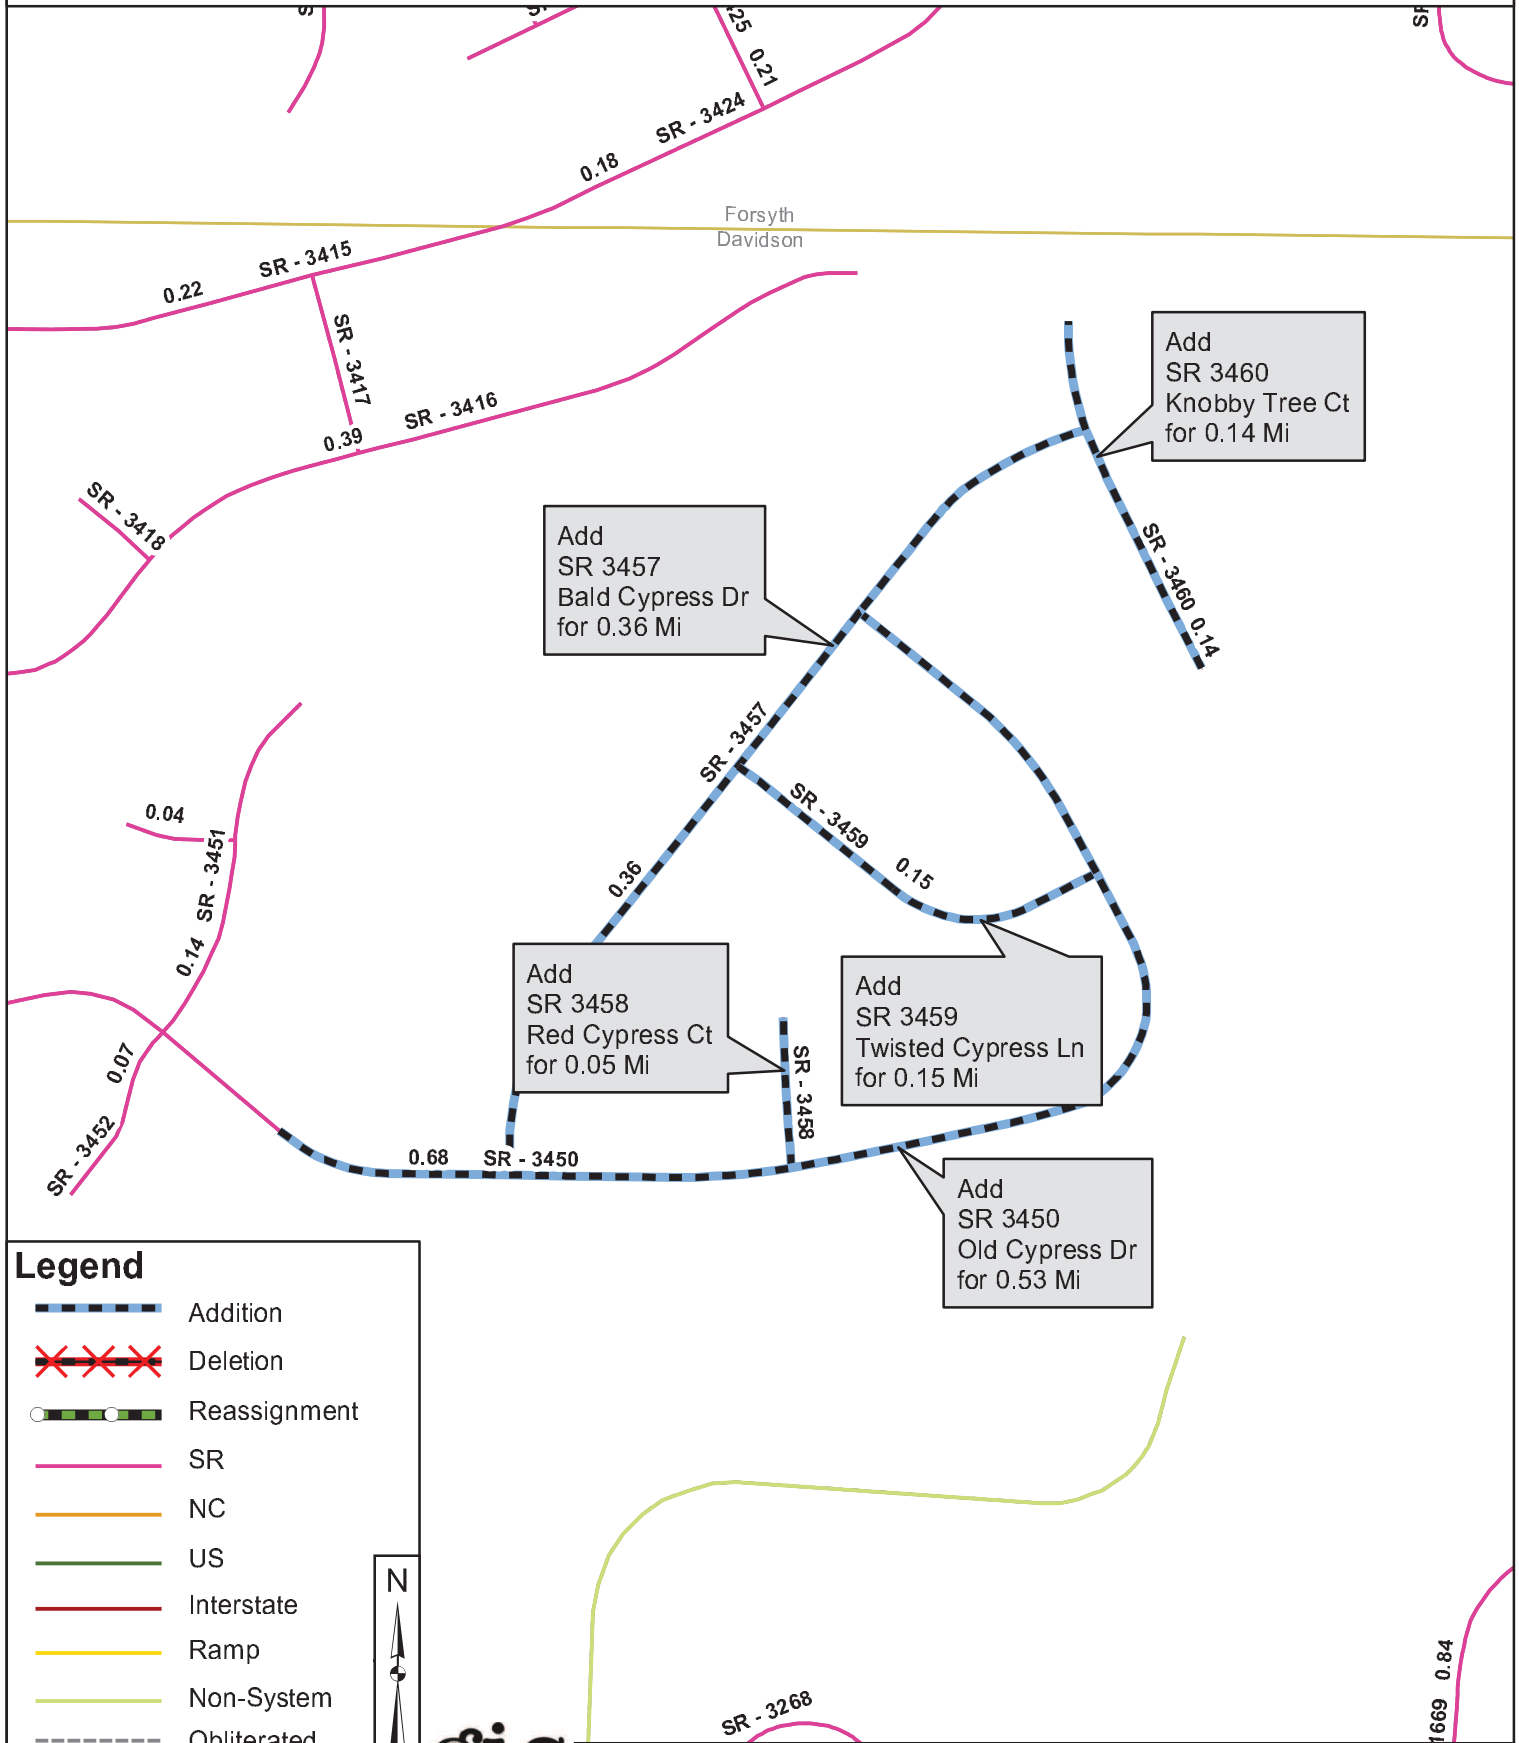 25 0.21
SR - 3424
0.18
Forsyth
Davidson
SR - 3415
0.22
SR - 3417
SR - 3416
0.39
SR - 3418
Add
SR 3460
Knobby Tree Ct
for 0.14 Mi
SR - 3460 0.14
Add
SR 3457
Bald Cypress Dr
for 0.36 Mi
SR - 3457
0.36
SR - 3459
0.15
0.04
SR - 3451
0.14
0.07
SR - 3452
Add
SR 3458
Red Cypress Ct
for 0.05 Mi
SR - 3458
Add
SR 3459
Twisted Cypress Ln
for 0.15 Mi
0.68 SR - 3450
Add
SR 3450
Old Cypress Dr
for 0.53 Mi
Legend
Addition
Deletion
Reassignment
SR
NC
US
Interstate
Ramp
Non-System
Obliterated
N
SR - 3268
1669 0.84